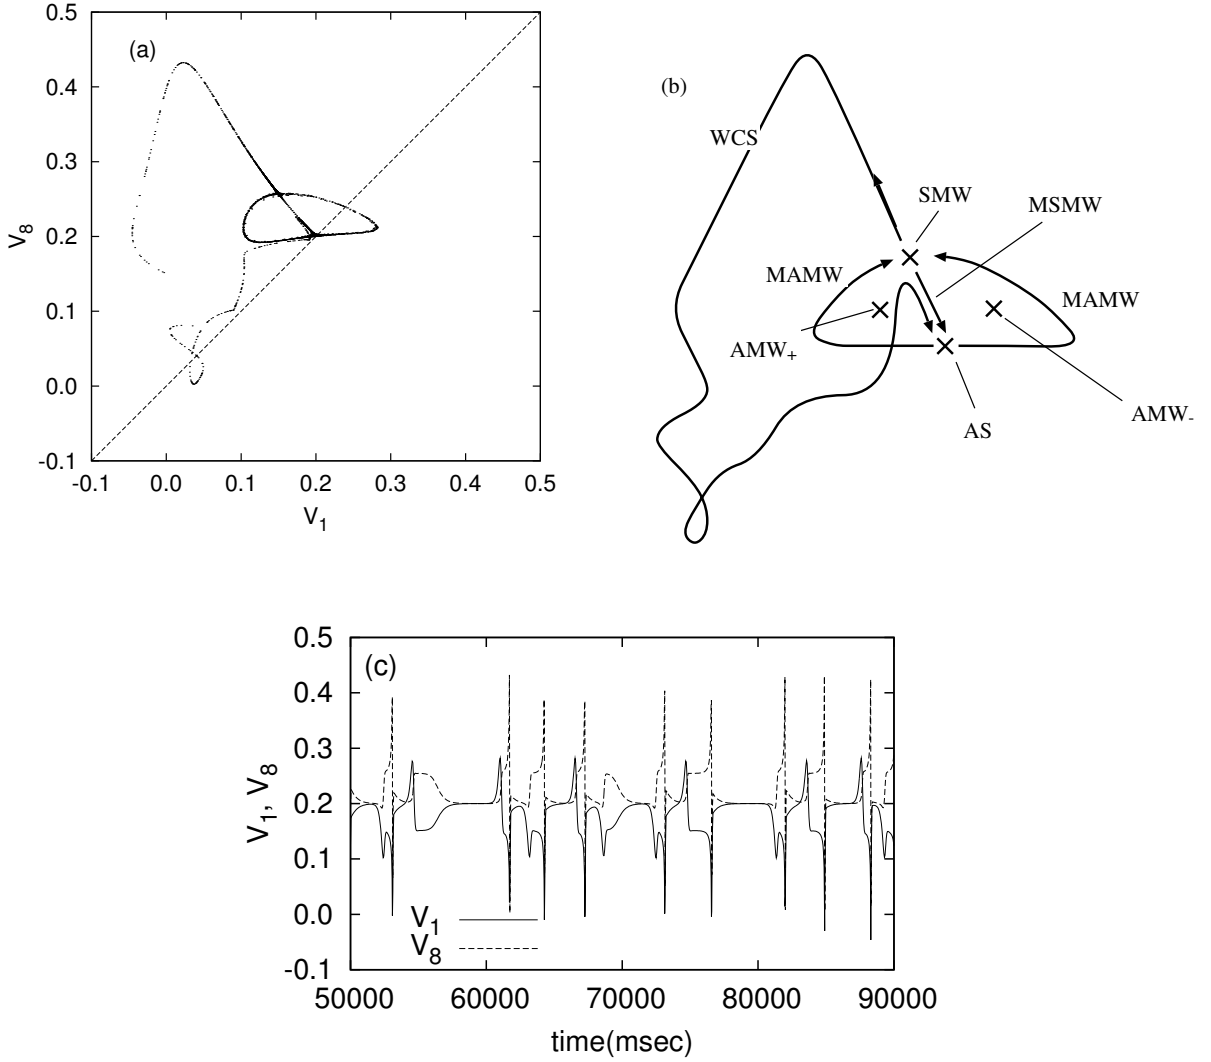 (a)
0.5
0.4
0.3
0.2
0.1
0.0
-0.1
V8
-0.1 0.0 0.1 0.2 0.3 0.4 0.5
V1
(b)
WCS
SMW
MSMW
MAMW
MAMW
AMW+
AMW-
AS
(c)
0.5
0.4
0.3
0.2
0.1
0.0
-0.1
V1, V8
V1
V8
50000 60000 70000 80000 90000
time(msec)